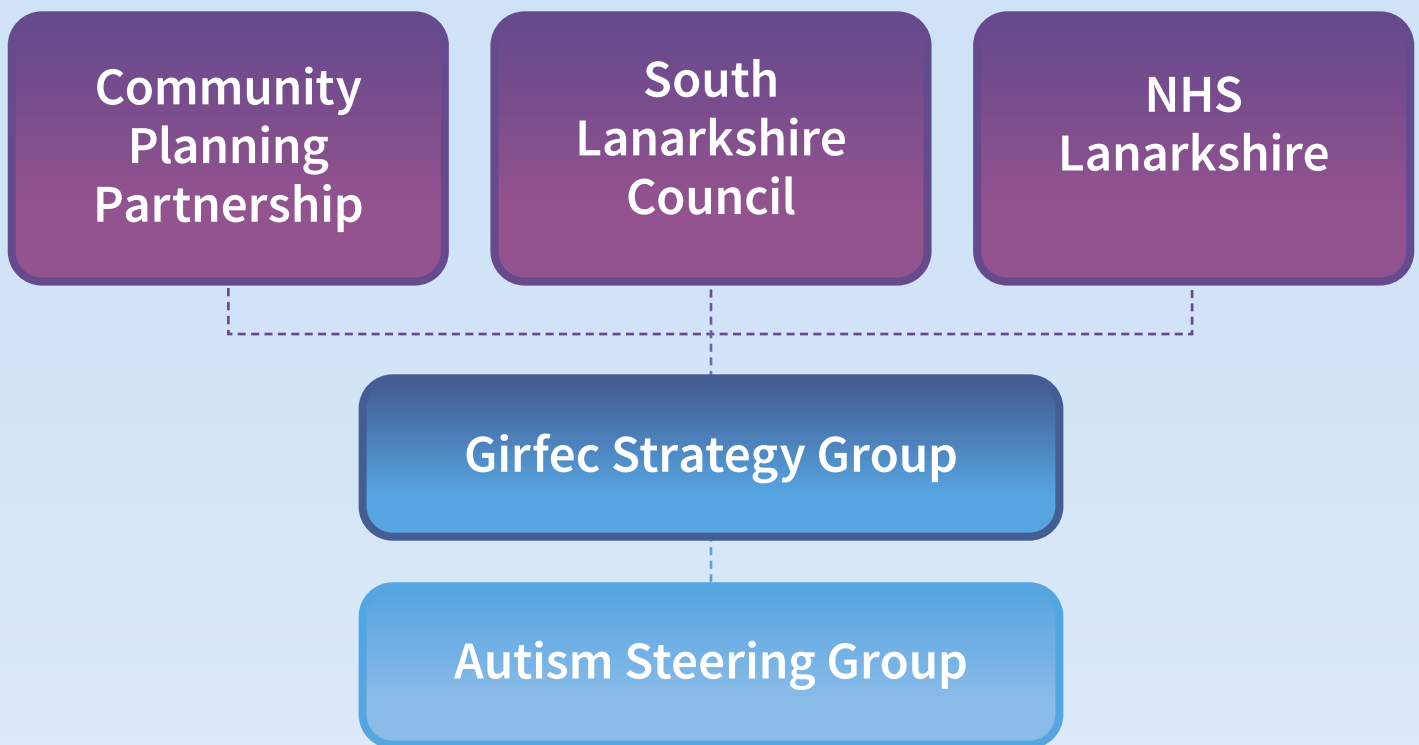 Community
Planning
Partnership
South
Lanarkshire
Council
NHS
Lanarkshire
Girfec Strategy Group
Autism Steering Group